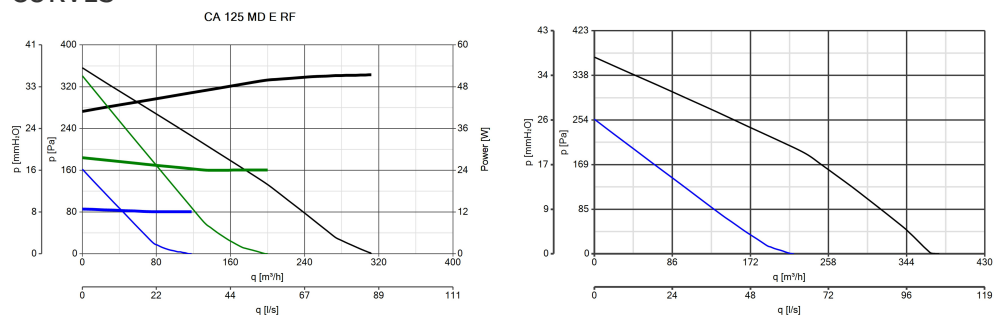 CURVES
CA 125 MD E RF
41 400 60
33 320 48
24 240 36
16 160 24
8 80 12
0 0 0
p [mmH₂O] p [Pa] Power [W]
0 80 160 240 320 400
q [m³/h]
0 22 44 67 89 111
q [l/s]
43 423
34 338
26 254
17 169
9 85
0 0
p [mmH₂O] p [Pa]
0 86 172 258 344 430
q [m³/h]
0 24 48 72 96 119
q [l/s]